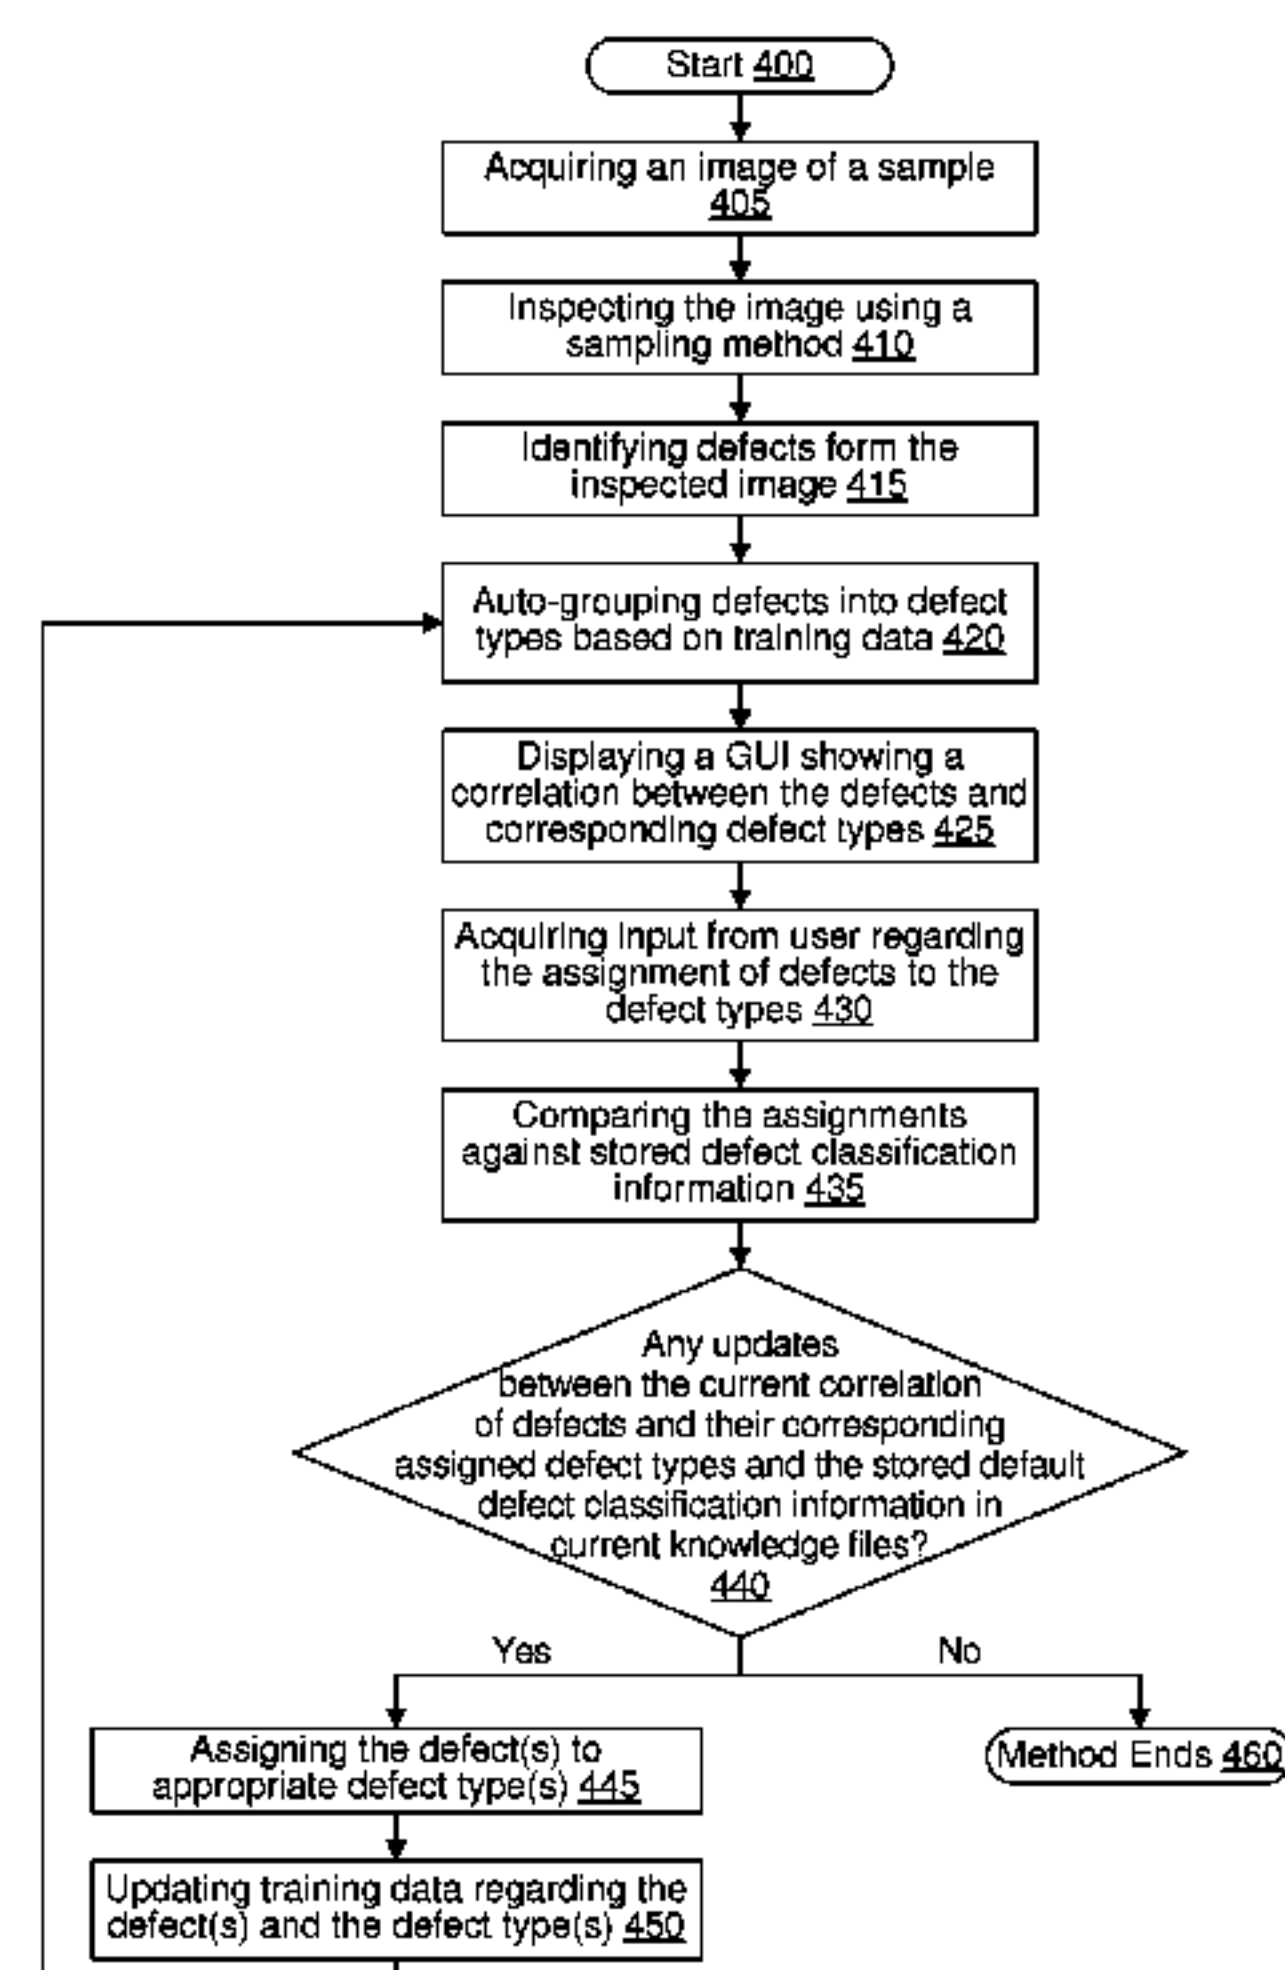 Start 400
Acquiring an image of a sample
405
Inspecting the image using a
sampling method 410
Identifying defects form the
inspected image 415
Auto-grouping defects into defect
types based on training data 420
Displaying a GUI showing a
correlation between the defects and
corresponding defect types 425
Acquiring input from user regarding
the assignment of defects to the
defect types 430
Comparing the assignments
against stored defect classification
information 435
Any updates
between the current correlation
of defects and their corresponding
assigned defect types and the stored default
defect classification information in
current knowledge files?
440
Yes
No
Assigning the defect(s) to
appropriate defect type(s) 445
Method Ends 460
Updating training data regarding the
defect(s) and the defect type(s) 450